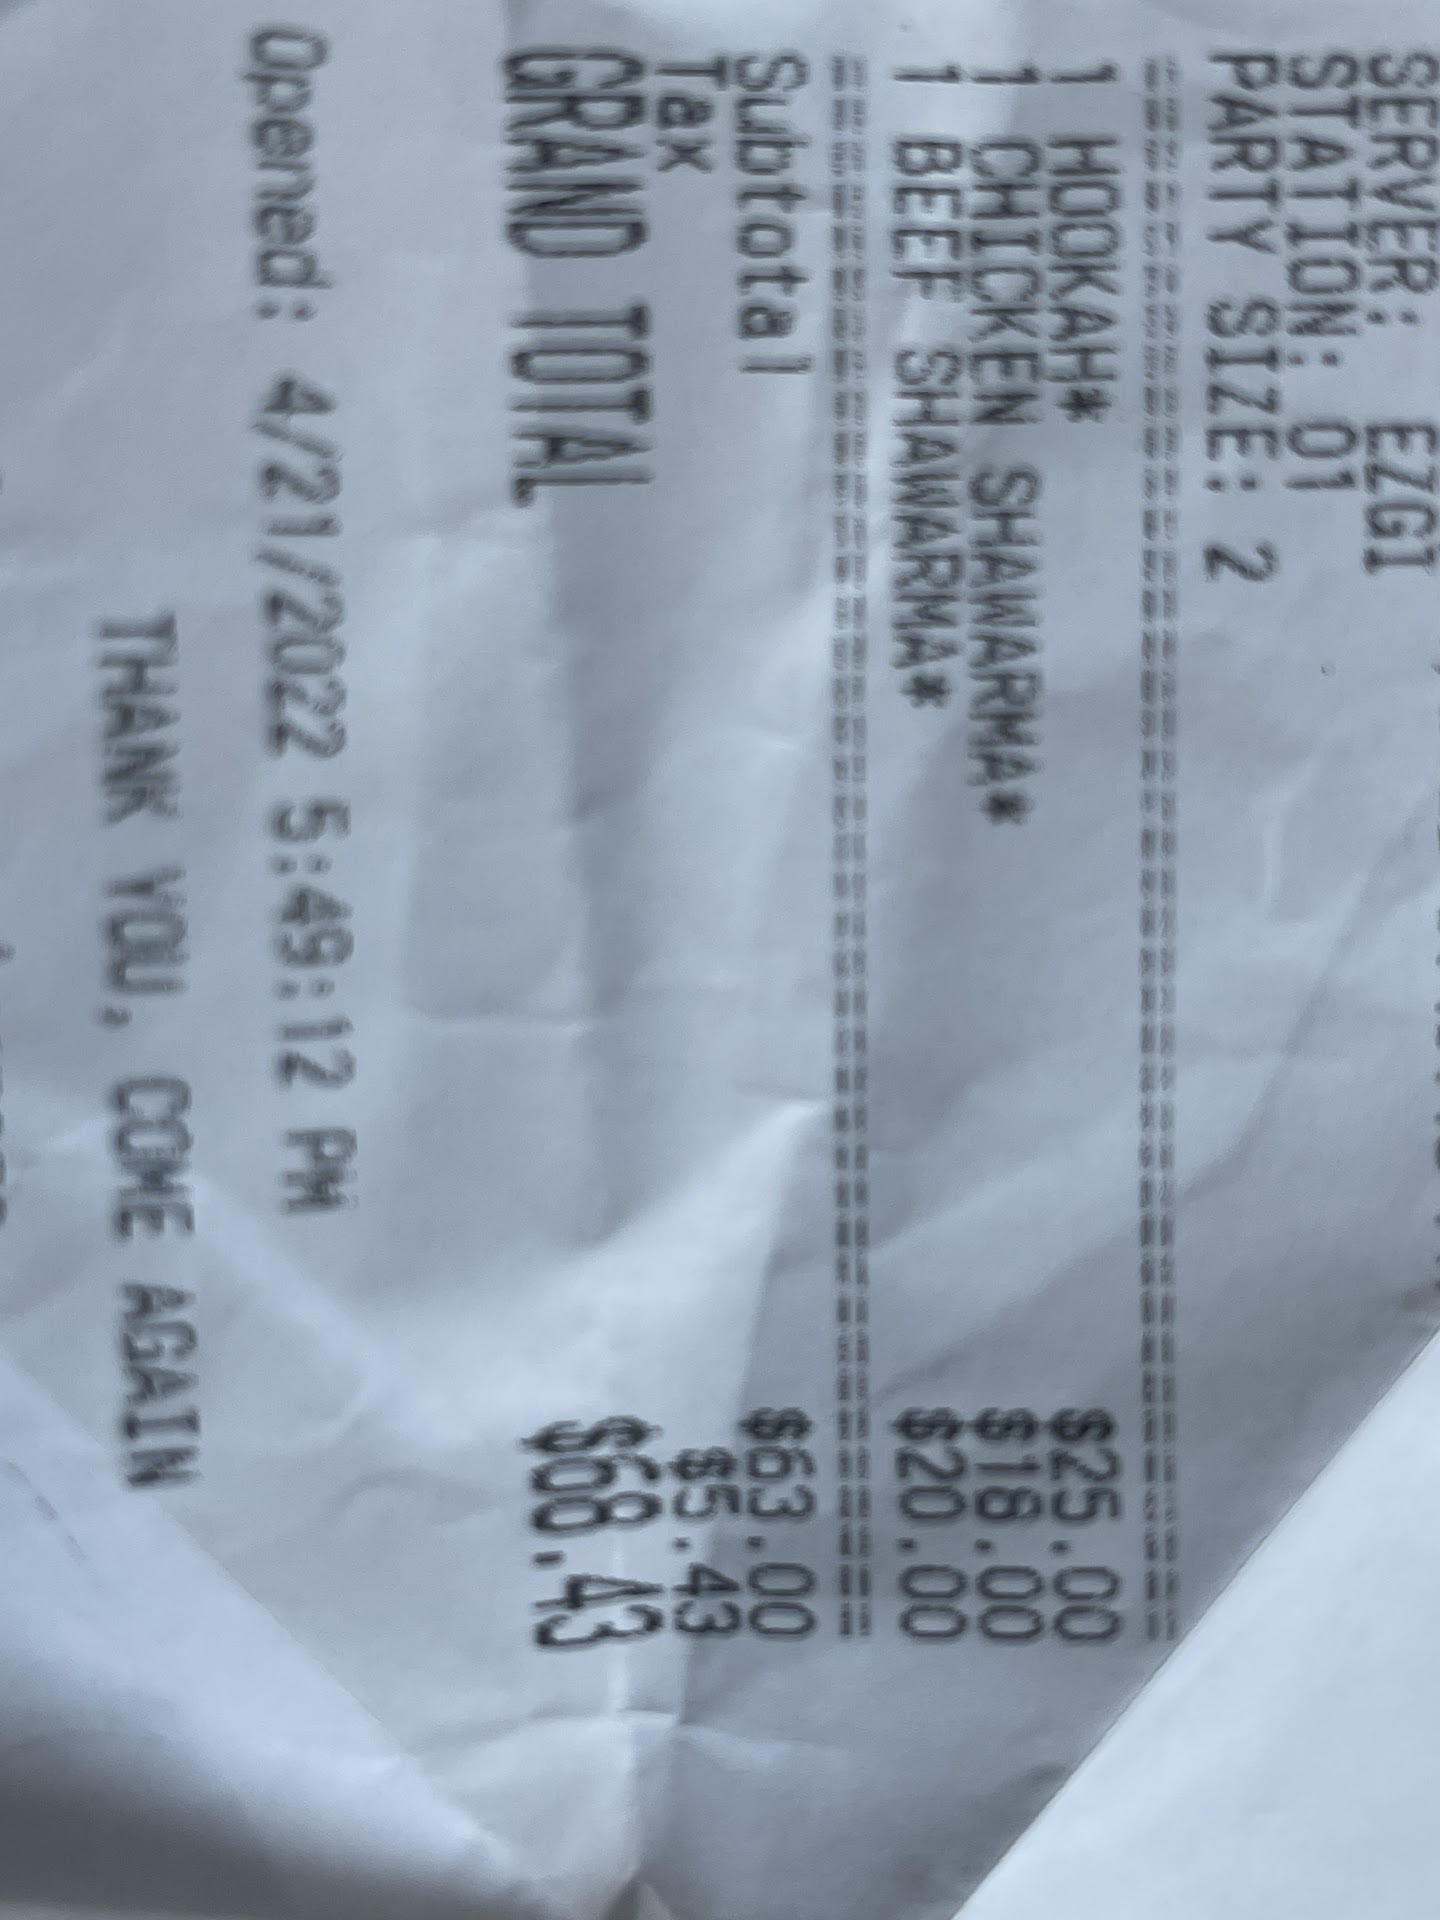 SERVER: EZGI
STATION: 01
PARTY SIZE: 2
1 HOOKAH* $25.00
1 CHICKEN SHAWARMA* $18.00
1 BEEF SHAWARMA* $20.00
Subtotal $63.00
Tax $5.43
GRAND TOTAL $68.43
Opened: 4/21/2022 5:49:12 PM
THANK YOU, COME AGAIN